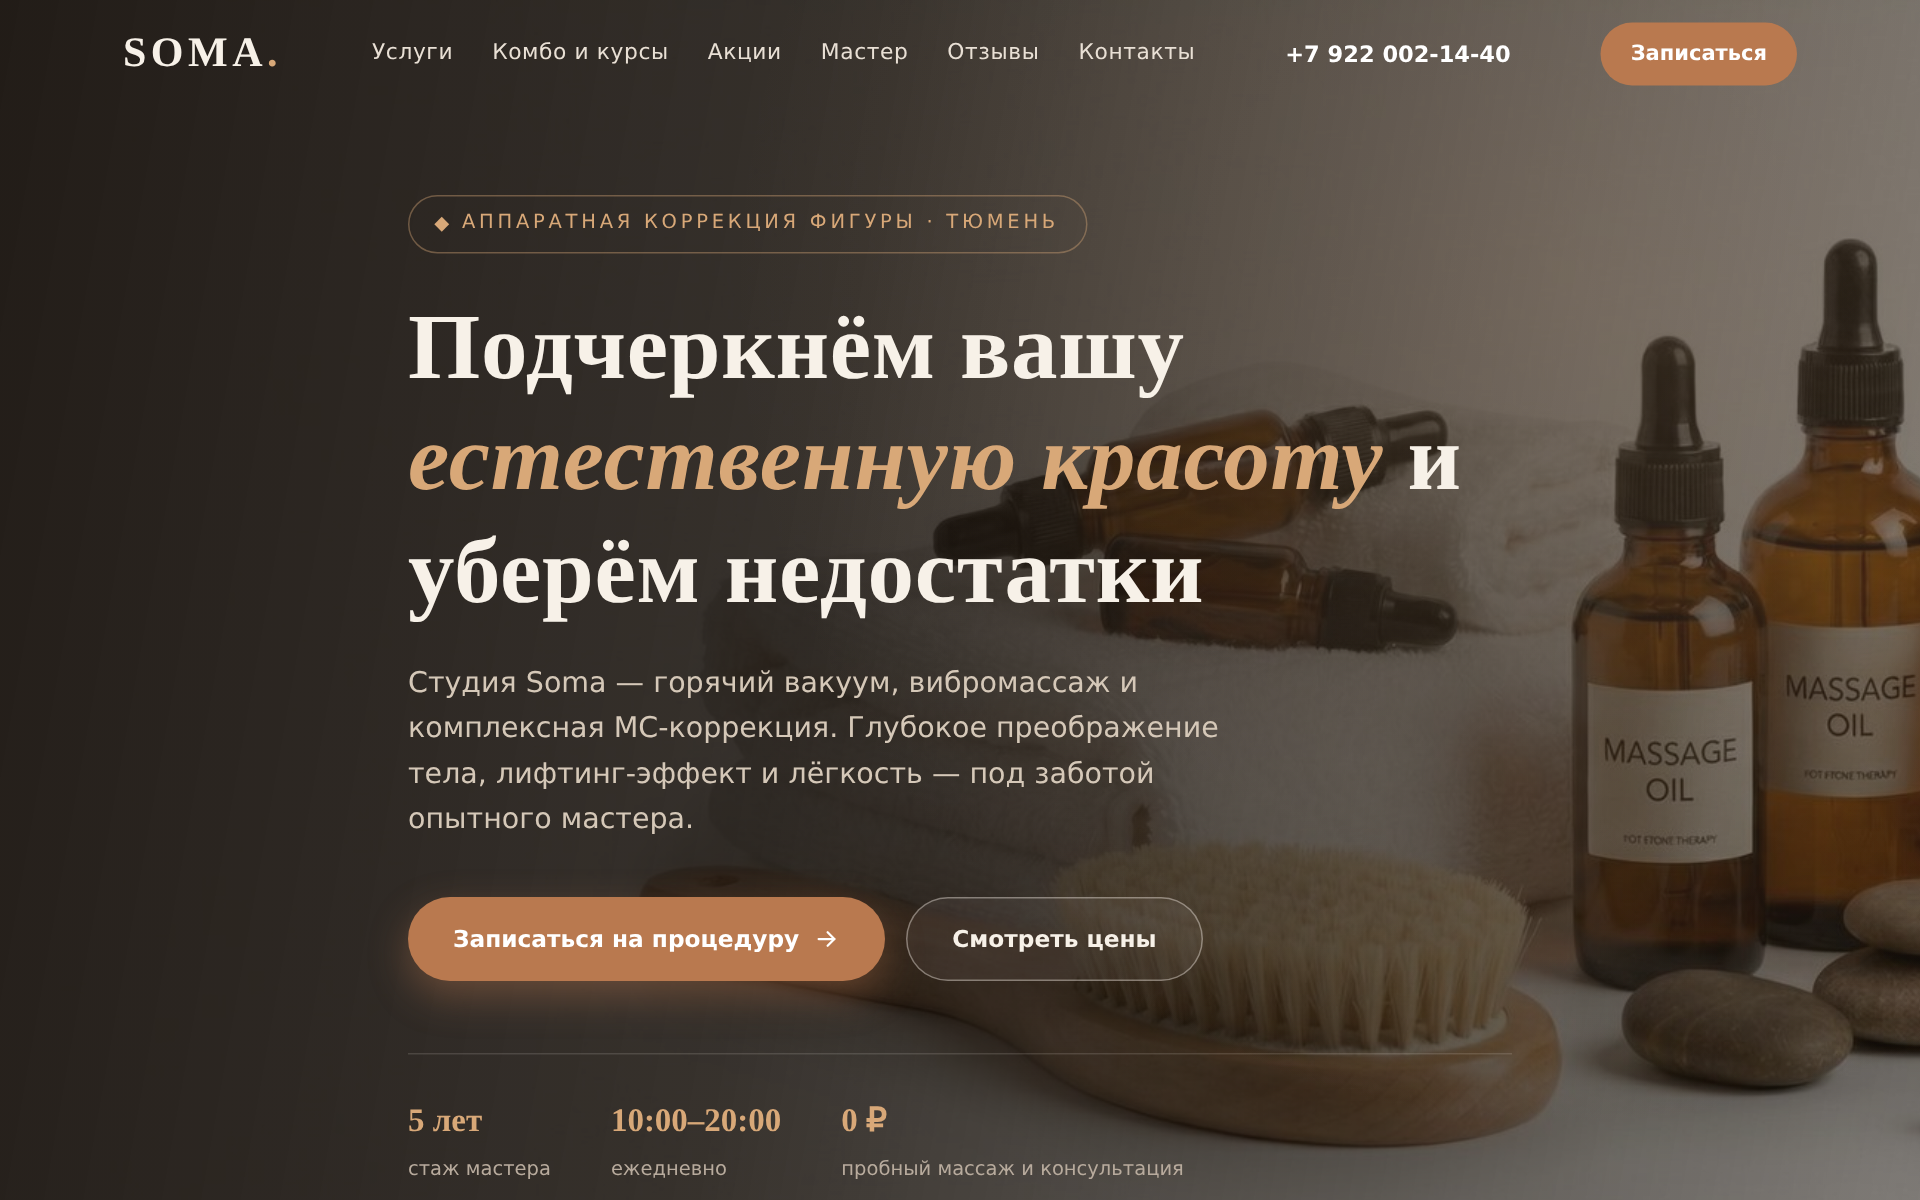 SOMA.
Услуги Комбо и курсы Акции Мастер Отзывы Контакты +7 922 002-14-40 Записаться
◆ АППАРАТНАЯ КОРРЕКЦИЯ ФИГУРЫ · ТЮМЕНЬ
Подчеркнём вашу
естественную красоту и
уберём недостатки
Студия Soma — горячий вакуум, вибромассаж и
комплексная МС-коррекция. Глубокое преображение
тела, лифтинг-эффект и лёгкость — под заботой
опытного мастера.
Записаться на процедуру →
Смотреть цены
5 лет
стаж мастера
10:00–20:00
ежедневно
0 ₽
пробный массаж и консультация
MASSAGE
OIL
MASSAGE
OIL